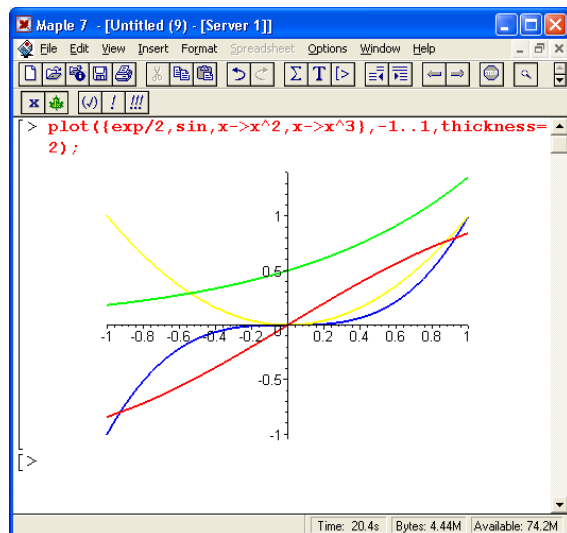 Maple 7 - [Untitled (9) - [Server 1]]
File Edit View Insert Format Spreadsheet Options Window Help
Σ T [>
x (√) ! !!!
[> plot({exp/2,sin,x->x^2,x->x^3},-1..1,thickness=
2);
1
0.5
-1 -0.8 -0.6 -0.4 -0.2 0 0.2 0.4 0.6 0.8 1
-0.5
-1
[>
Time: 20.4s Bytes: 4.44M Available: 74.2M